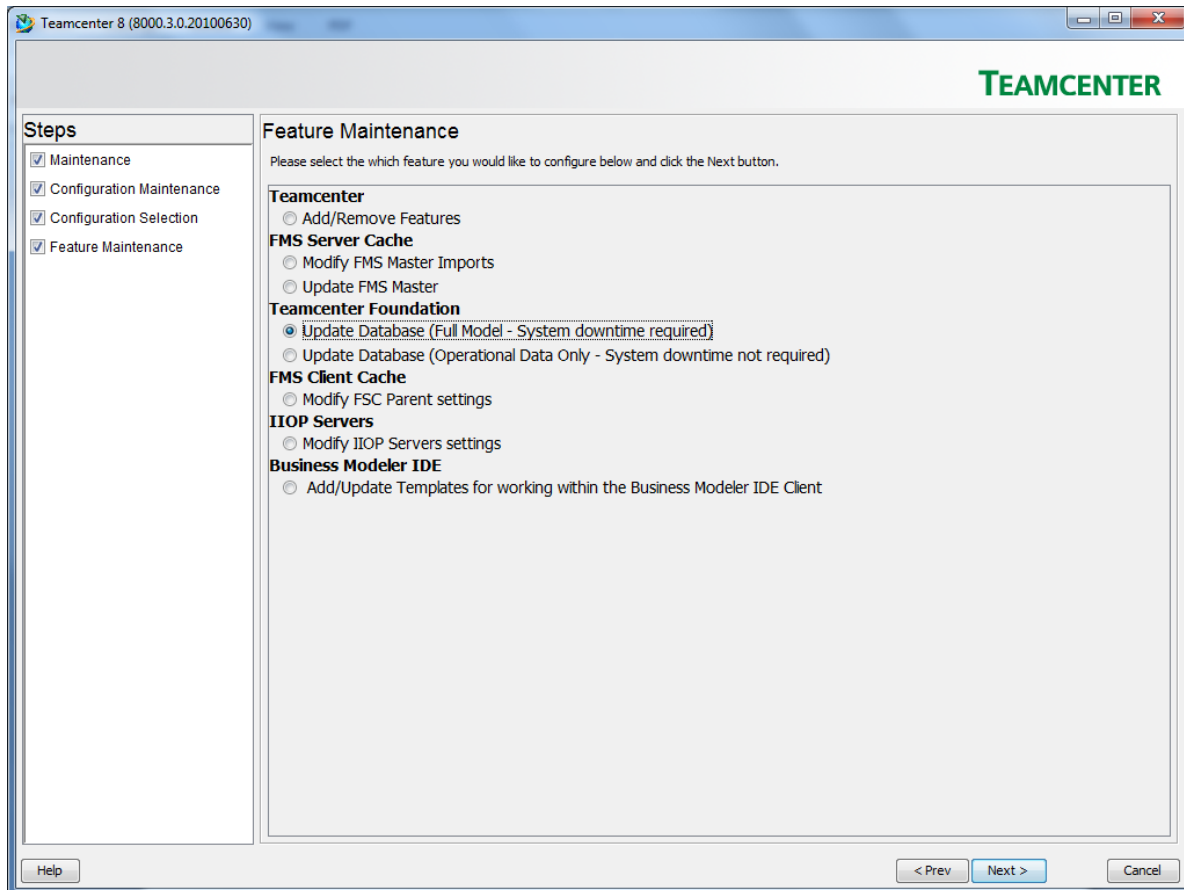 Teamcenter 8 (8000.3.0.20100630)
TEAMCENTER
Steps
Maintenance
Configuration Maintenance
Configuration Selection
Feature Maintenance
Feature Maintenance
Please select the which feature you would like to configure below and click the Next button.
Teamcenter
Add/Remove Features
FMS Server Cache
Modify FMS Master Imports
Update FMS Master
Teamcenter Foundation
Update Database (Full Model - System downtime required)
Update Database (Operational Data Only - System downtime not required)
FMS Client Cache
Modify FSC Parent settings
IIOP Servers
Modify IIOP Servers settings
Business Modeler IDE
Add/Update Templates for working within the Business Modeler IDE Client
Help
< Prev
Next >
Cancel